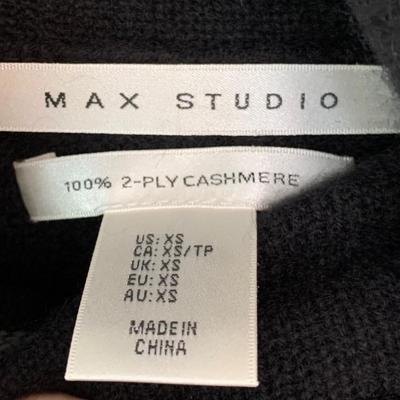 MAX STUDIO
100% 2-PLY CASHMERE
US: XS
CA: XS/TP
UK: XS
EU: XS
AU: XS
MADE IN
CHINA